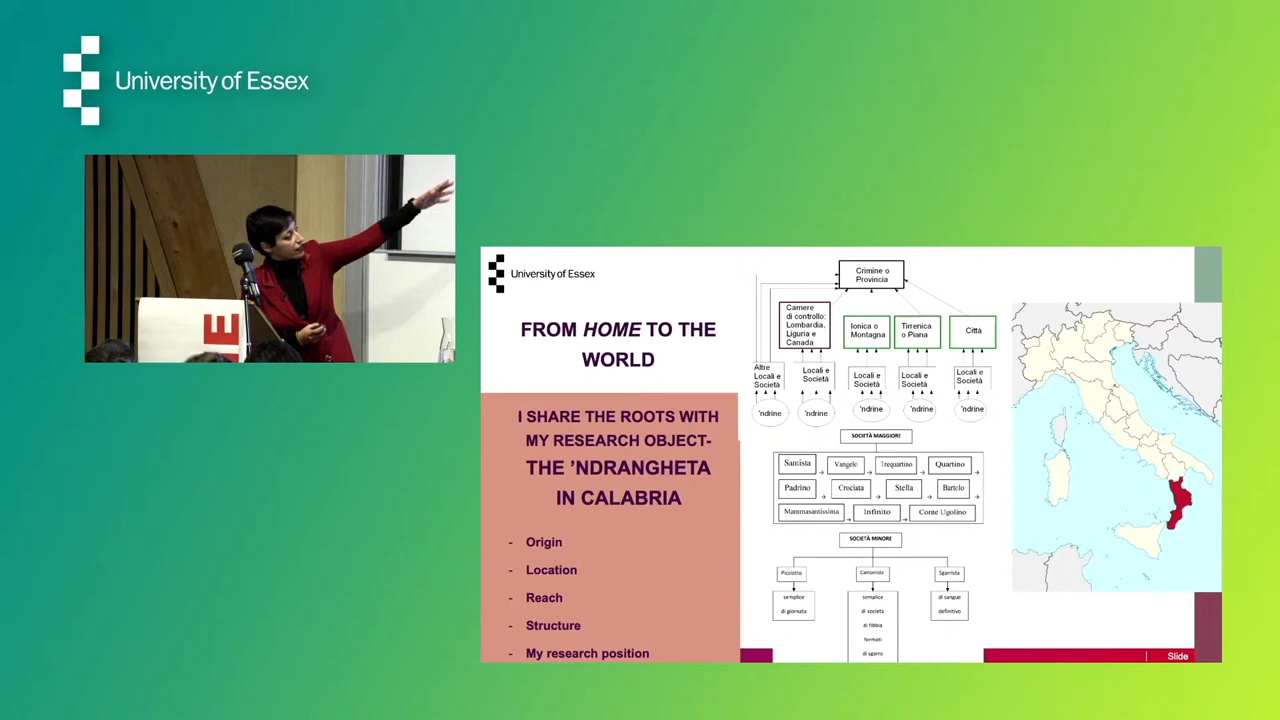 University of Essex
NE
University of Essex
FROM HOME TO THE
WORLD
I SHARE THE ROOTS WITH
MY RESEARCH OBJECT-
THE ’NDRANGHETA
IN CALABRIA
- Origin
- Location
- Reach
- Structure
- My research position
Crimine o
Provincia
Camere
di controllo:
Lombardia,
Liguria e
Canada
Ionica o
Montagna
Tirrenica
o Piana
Città
Altre
Locali e
Società
Locali e
Società
Locali e
Società
Locali e
Società
Locali e
Società
'ndrine
'ndrine
'ndrine
'ndrine
'ndrine
SOCIETÀ MAGGIORE
Santista
Vangelo
Trequartino
Quartino
Padrino
Crociata
Stella
Bartolo
Mammasantissima
Infinito
Conte Ugolino
SOCIETÀ MINORE
Picciotto
Camorrista
Sgarrista
semplice
di giornata
semplice
di società
di fibbia
formati
di sgarro
di sangue
definitivo
Slide